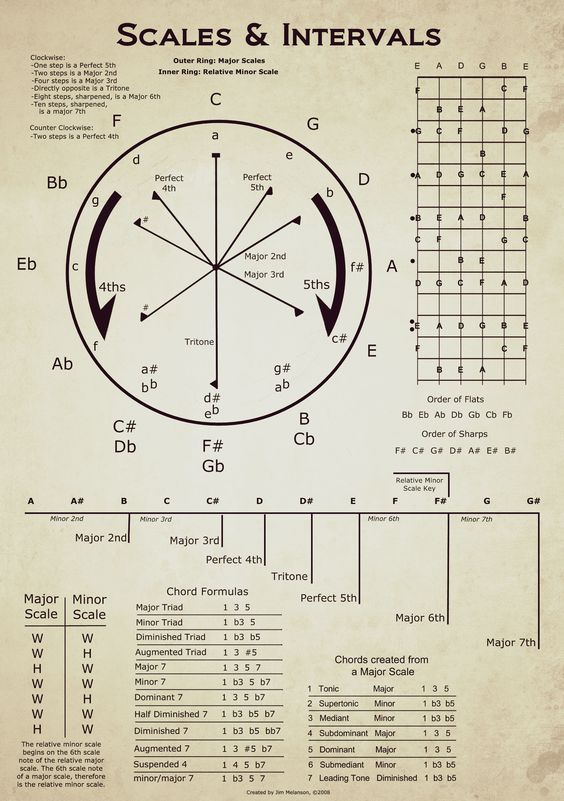 SCALES & INTERVALS
Clockwise:
-One step is a Perfect 5th
-Two steps is a Major 2nd
-Four steps is a Major 3rd
-Directly opposite is a Tritone
-Eight steps, sharpened, is a Major 6th
-Ten steps, sharpened,
is a major 7th
Counter Clockwise:
-Two steps is a Perfect 4th
Outer Ring: Major Scales
Inner Ring: Relative Minor Scale
C
G
D
A
E
B
Cb
F#
Gb
C#
Db
Ab
Eb
Bb
F
a
e
b
f#
c#
g#
ab
d#
eb
a#
bb
f
c
g
d
Perfect
4th
Perfect
5th
#
#
Major 2nd
Major 3rd
4ths
5ths
Tritone
E A D G B E
F C F
B E A
G C F D G
B
A D G C E A
F
B E A D B
C F G C
B E
D G C F A D
E A D G B E
F C F
B E A
Order of Flats
Bb Eb Ab Db Gb Cb Fb
Order of Sharps
F# C# G# D# A# E# B#
Relative Minor
Scale Key
A A# B C C# D D# E F F# G G#
Minor 2nd Minor 3rd Minor 6th Minor 7th
Major 2nd
Major 3rd
Perfect 4th
Tritone
Perfect 5th
Major 6th
Major 7th
Major Minor
Scale Scale
W W
W H
H W
W W
W H
W W
H W
The relative minor scale
begins on the 6th scale
note of the relative major
scale. The 6th scale note
of a major scale, therefore
is the relative minor scale.
Chord Formulas
Major Triad 1 3 5
Minor Triad 1 b3 5
Diminished Triad 1 b3 b5
Augmented Triad 1 3 #5
Major 7 1 3 5 7
Minor 7 1 b3 5 b7
Dominant 7 1 3 5 b7
Half Diminished 7 1 b3 b5 b7
Diminished 7 1 b3 b5 bb7
Augmented 7 1 3 #5 b7
Suspended 4 1 4 5 b7
minor/major 7 1 b3 5 7
Chords created from
a Major Scale
1 Tonic Major 1 3 5
2 Supertonic Minor 1 b3 b5
3 Mediant Minor 1 b3 b5
4 Subdominant Major 1 3 5
5 Dominant Major 1 3 5
6 Submediant Minor 1 b3 b5
7 Leading Tone Diminished 1 b3 b5
Created by Jim Melanson, ©2008